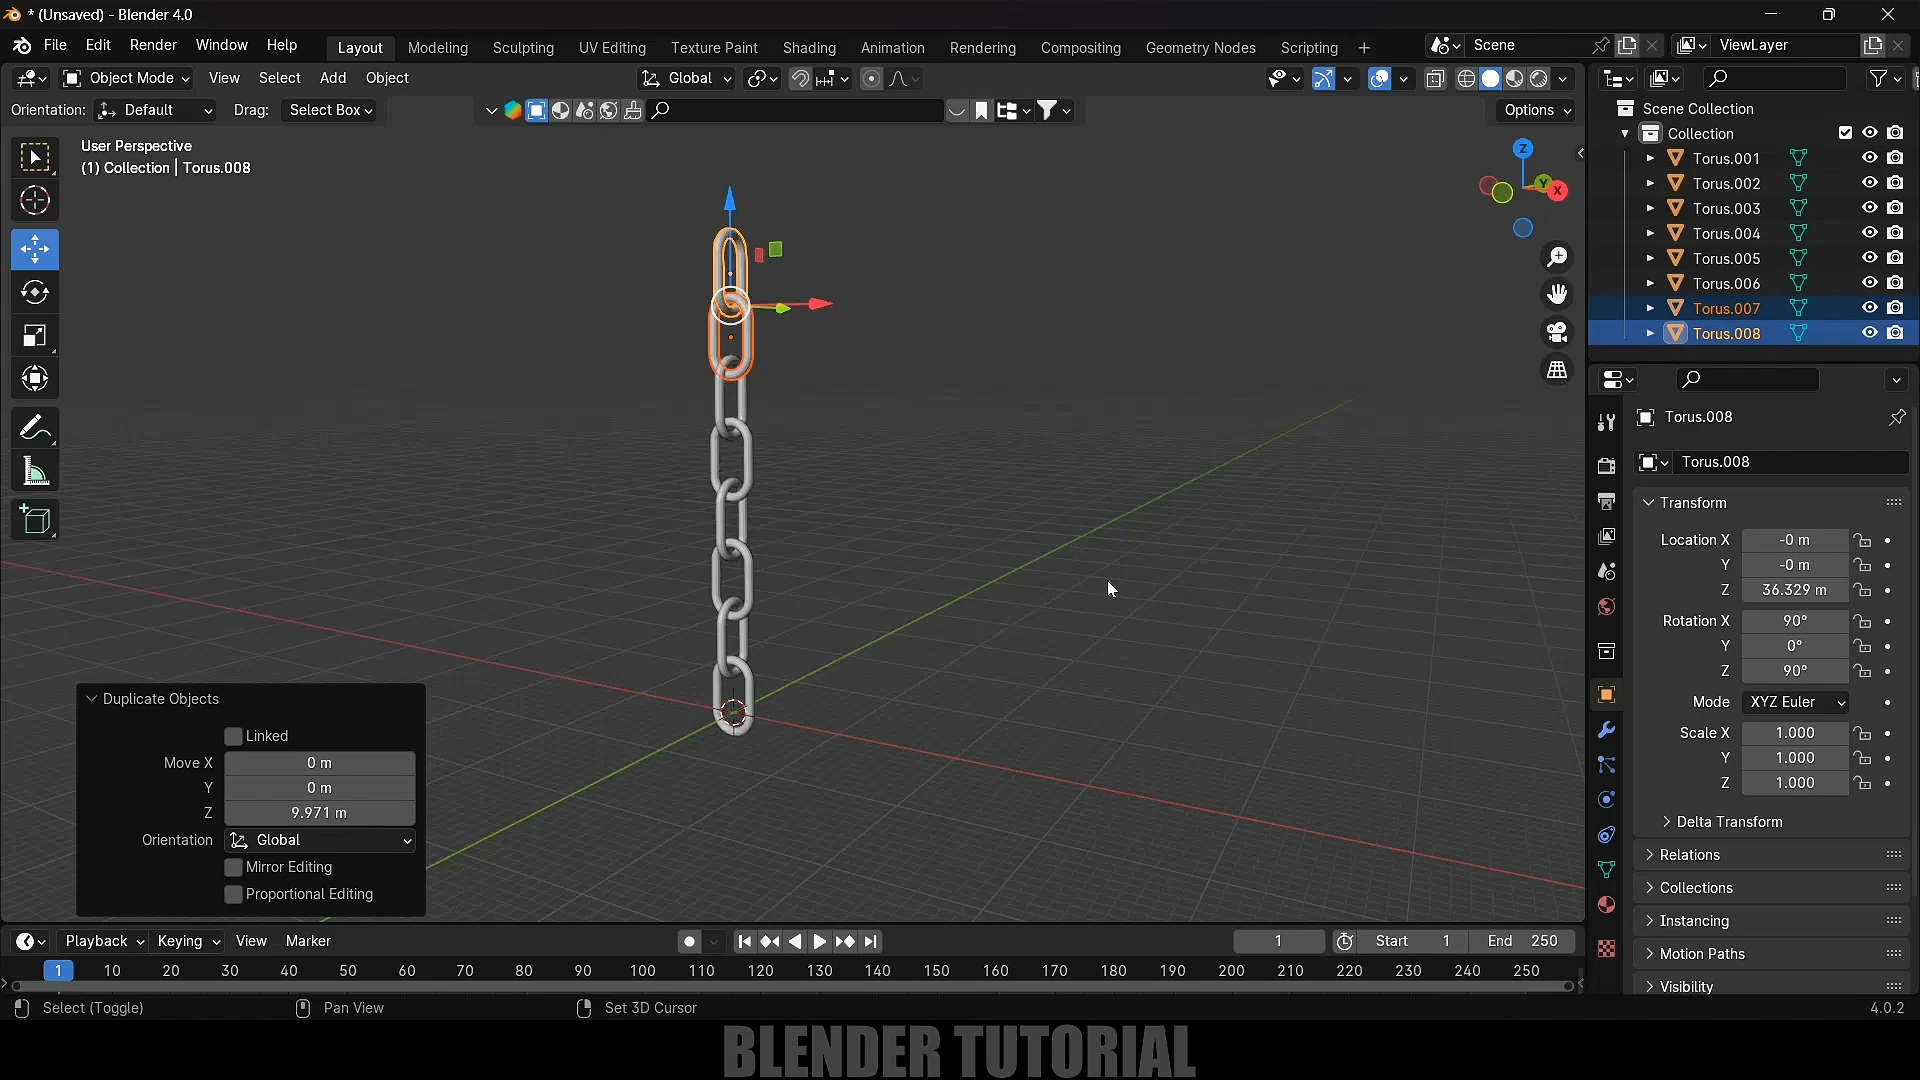 * (Unsaved) - Blender 4.0
File Edit Render Window Help
Layout Modeling Sculpting UV Editing Texture Paint Shading Animation Rendering Compositing Geometry Nodes Scripting
Scene
ViewLayer
Object Mode View Select Add Object
Global
Orientation: Default Drag: Select Box
Options
User Perspective
(1) Collection | Torus.008
Z
Y
X
Scene Collection
Collection
Torus.001
Torus.002
Torus.003
Torus.004
Torus.005
Torus.006
Torus.007
Torus.008
Torus.008
Torus.008
Transform
Location X -0 m
Y -0 m
Z 36.329 m
Rotation X 90°
Y 0°
Z 90°
Mode XYZ Euler
Scale X 1.000
Y 1.000
Z 1.000
Delta Transform
Relations
Collections
Instancing
Motion Paths
Visibility
Duplicate Objects
Linked
Move X 0 m
Y 0 m
Z 9.971 m
Orientation Global
Mirror Editing
Proportional Editing
Playback Keying View Marker
1 Start 1 End 250
1 10 20 30 40 50 60 70 80 90 100 110 120 130 140 150 160 170 180 190 200 210 220 230 240 250
Select (Toggle) Pan View Set 3D Cursor 4.0.2
BLENDER TUTORIAL